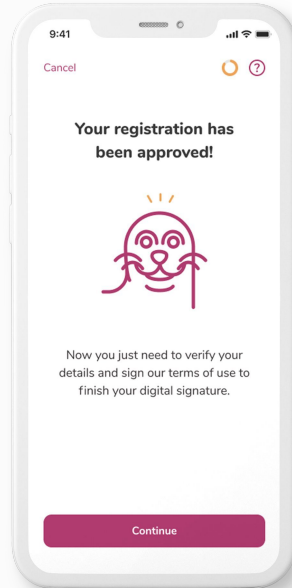 9:41
Cancel
?
Your registration has
been approved!
Now you just need to verify your
details and sign our terms of use to
finish your digital signature.
Continue